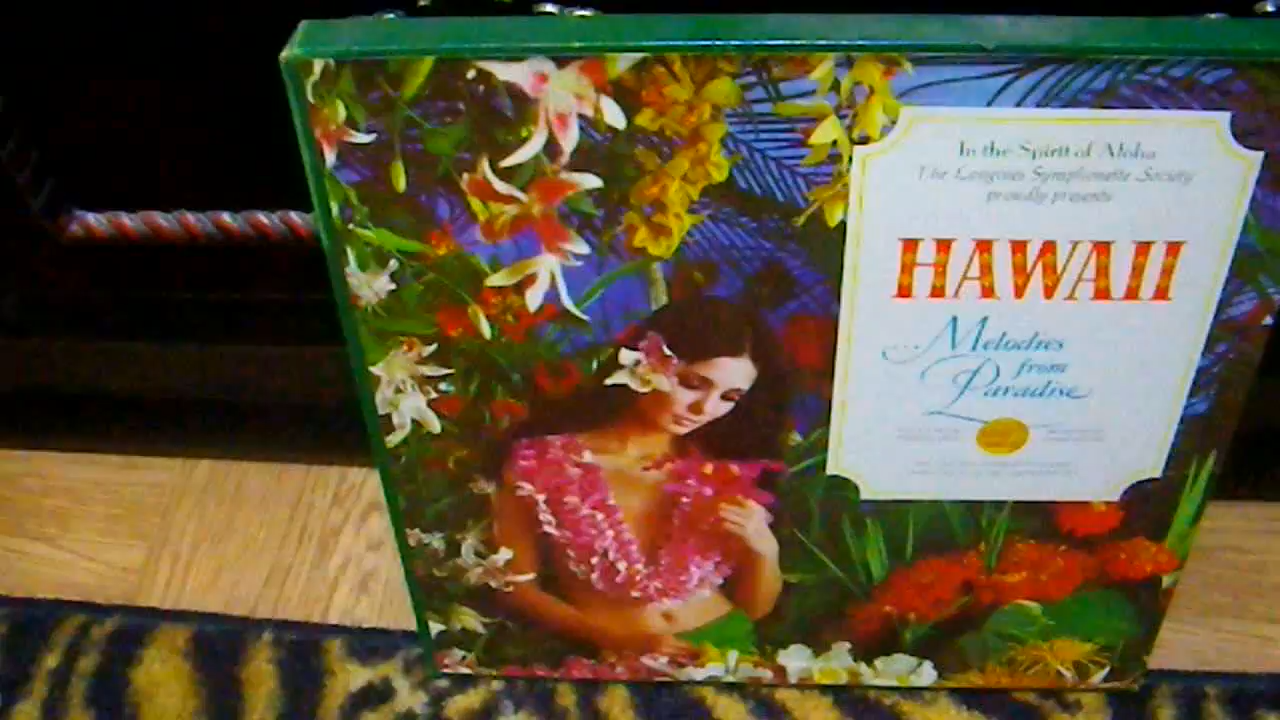 In the Spirit of Aloha
The Longines Symphonette Society
proudly presents
HAWAII
...Melodies
from
Paradise